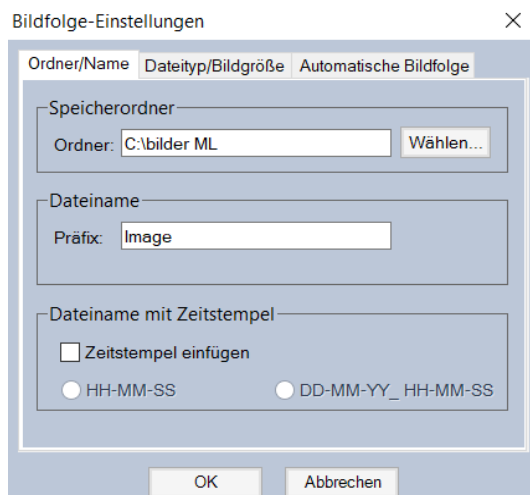 Bildfolge-Einstellungen
Ordner/Name Dateityp/Bildgröße Automatische Bildfolge
Speicherordner
Ordner: C:\bilder ML Wählen...
Dateiname
Präfix: Image
Dateiname mit Zeitstempel
Zeitstempel einfügen
HH-MM-SS DD-MM-YY_ HH-MM-SS
OK Abbrechen